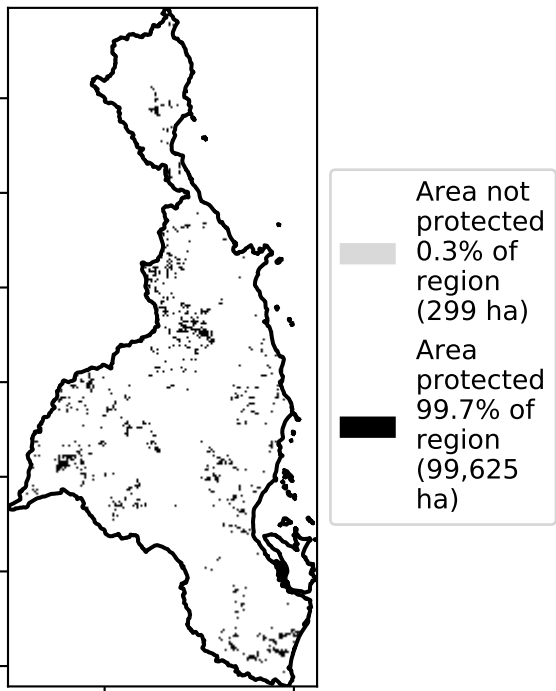 Area not
protected
0.3% of
region
(299 ha)
Area
protected
99.7% of
region
(99,625
ha)